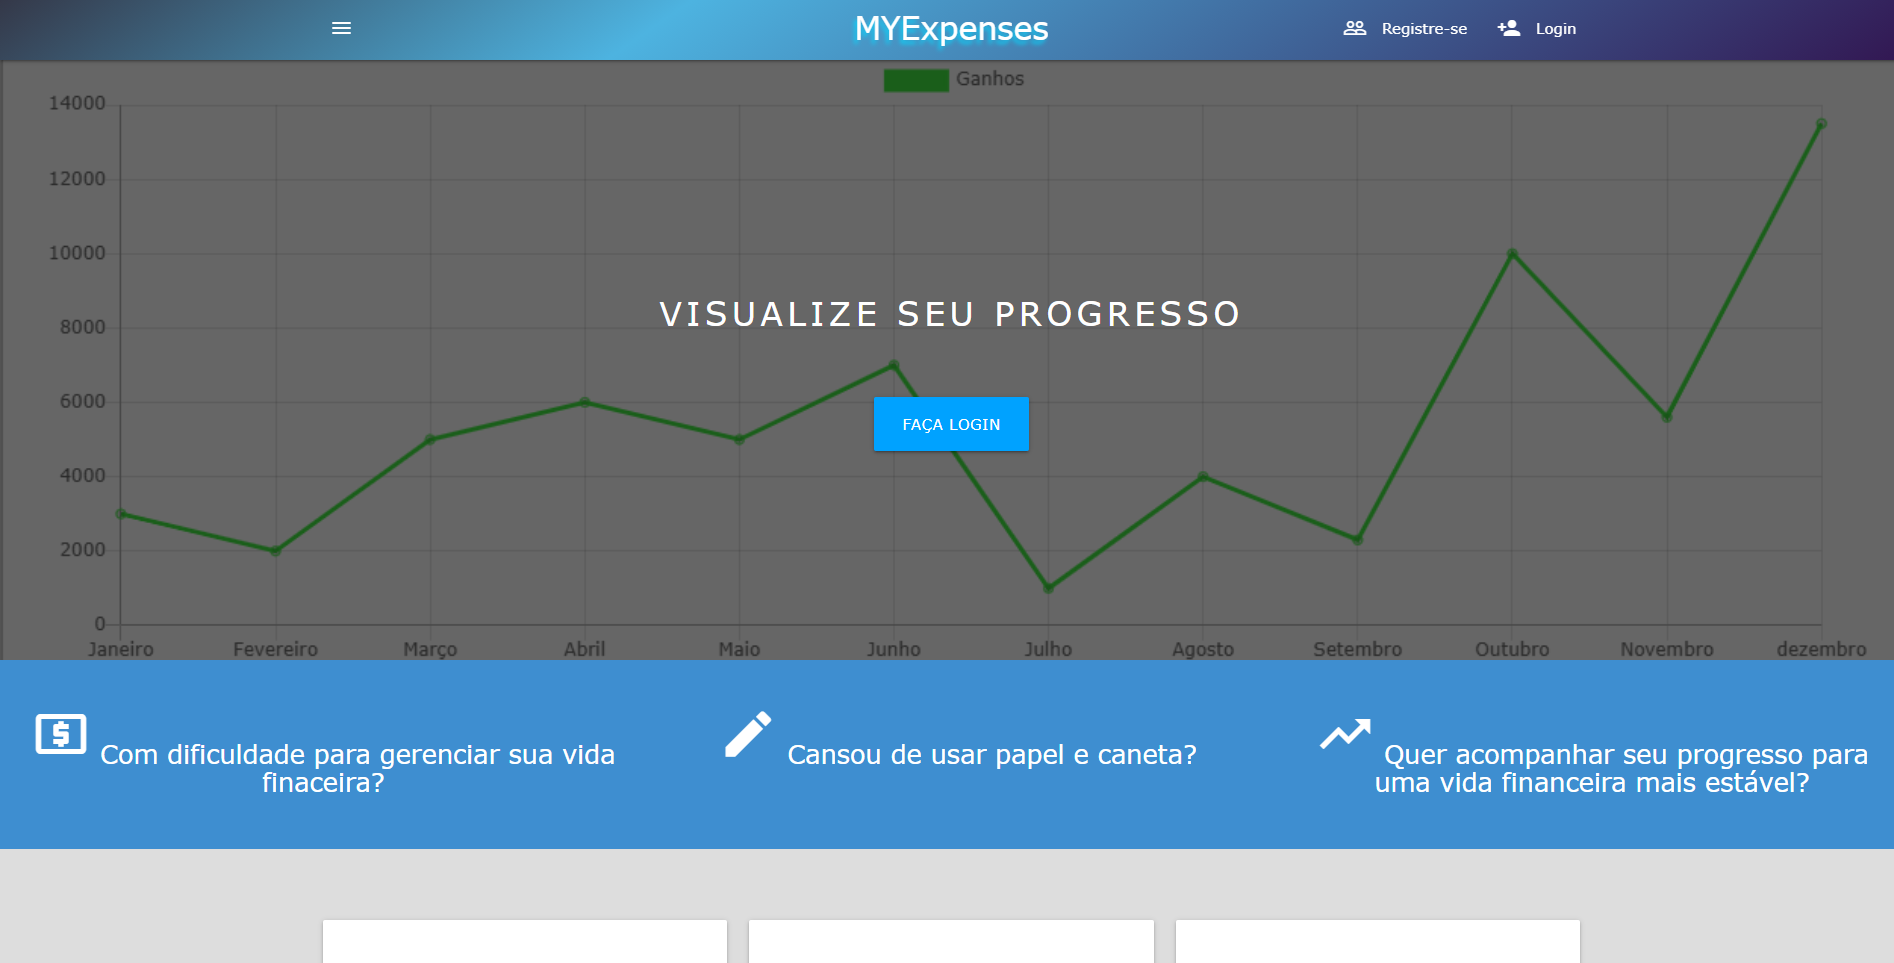 MYExpenses
Registre-se
Login
Ganhos
14000
12000
10000
8000
6000
4000
2000
0
VISUALIZE SEU PROGRESSO
FAÇA LOGIN
Janeiro Fevereiro Março Abril Maio Junho Julho Agosto Setembro Outubro Novembro dezembro
Com dificuldade para gerenciar sua vida
finaceira?
Cansou de usar papel e caneta?
Quer acompanhar seu progresso para
uma vida financeira mais estável?